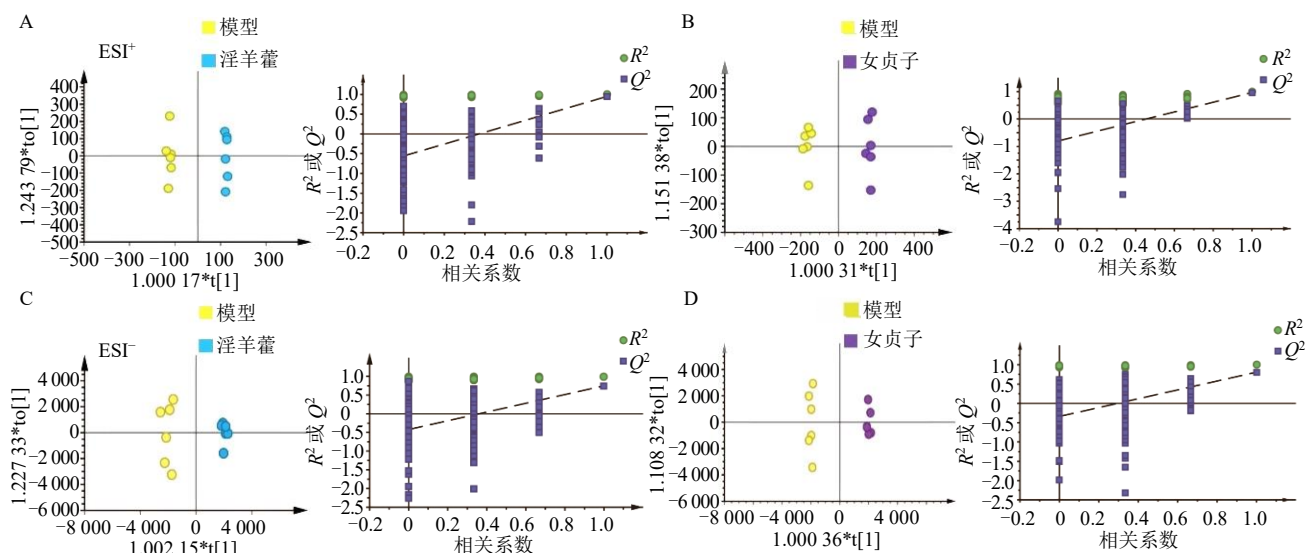 A
ESI⁺
模型
淫羊藿
400
300
200
100
0
−100
−200
−300
−400
−500
1.243 79*to[1]
−500 −300 −100 100 300
1.000 17*t[1]
R²
Q²
1.0
0.5
0
−0.5
−1.0
−1.5
−2.0
−2.5
R² 或 Q²
−0.2 0 0.2 0.4 0.6 0.8 1.0
相关系数
B
模型
女贞子
200
100
0
−100
−200
−300
1.151 38*to[1]
−600 −400 −200 0 200 400
1.000 31*t[1]
R²
Q²
1.0
0
−1
−2
−3
−4
R² 或 Q²
−0.2 0 0.2 0.4 0.6 0.8 1.0
相关系数
C
ESI⁻
模型
淫羊藿
4 000
2 000
0
−2 000
−4 000
−6 000
1.227 33*to[1]
−8 000 −4 000 0 4 000
1.002 15*t[1]
R²
Q²
1.0
0.5
0
−0.5
−1.0
−1.5
−2.0
−2.5
R² 或 Q²
−0.2 0 0.2 0.4 0.6 0.8 1.0
相关系数
D
模型
女贞子
4 000
2 000
0
−2 000
−4 000
−6 000
1.108 32*to[1]
−8 000 −4 000 0 4 000
1.000 36*t[1]
R²
Q²
1.0
0.5
0
−0.5
−1.0
−1.5
−2.0
2.5
R² 或 Q²
−0.2 0 0.2 0.4 0.6 0.8 1.0
相关系数